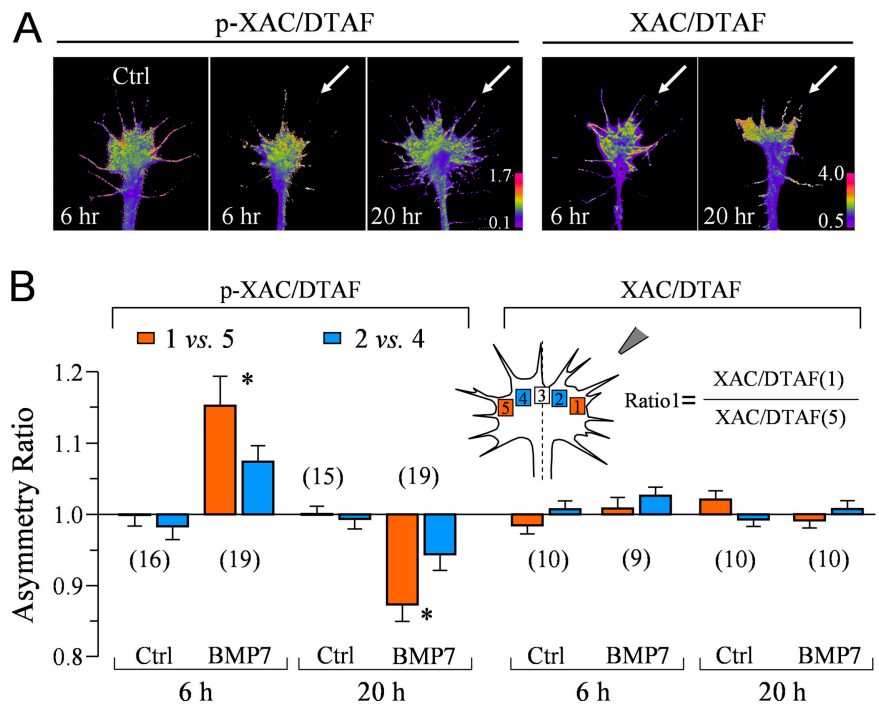 A
p-XAC/DTAF
XAC/DTAF
Ctrl
6 hr
6 hr
20 hr
1.7
0.1
6 hr
20 hr
4.0
0.5
B
p-XAC/DTAF
XAC/DTAF
1 vs. 5
2 vs. 4
Asymmetry Ratio
1.2
1.1
1.0
0.9
0.8
*
*
(16)
(19)
(15)
(19)
(10)
(9)
(10)
(10)
5
4
3
2
1
Ratio1=
XAC/DTAF(1)
XAC/DTAF(5)
Ctrl
BMP7
Ctrl
BMP7
Ctrl
BMP7
Ctrl
BMP7
6 h
20 h
6 h
20 h